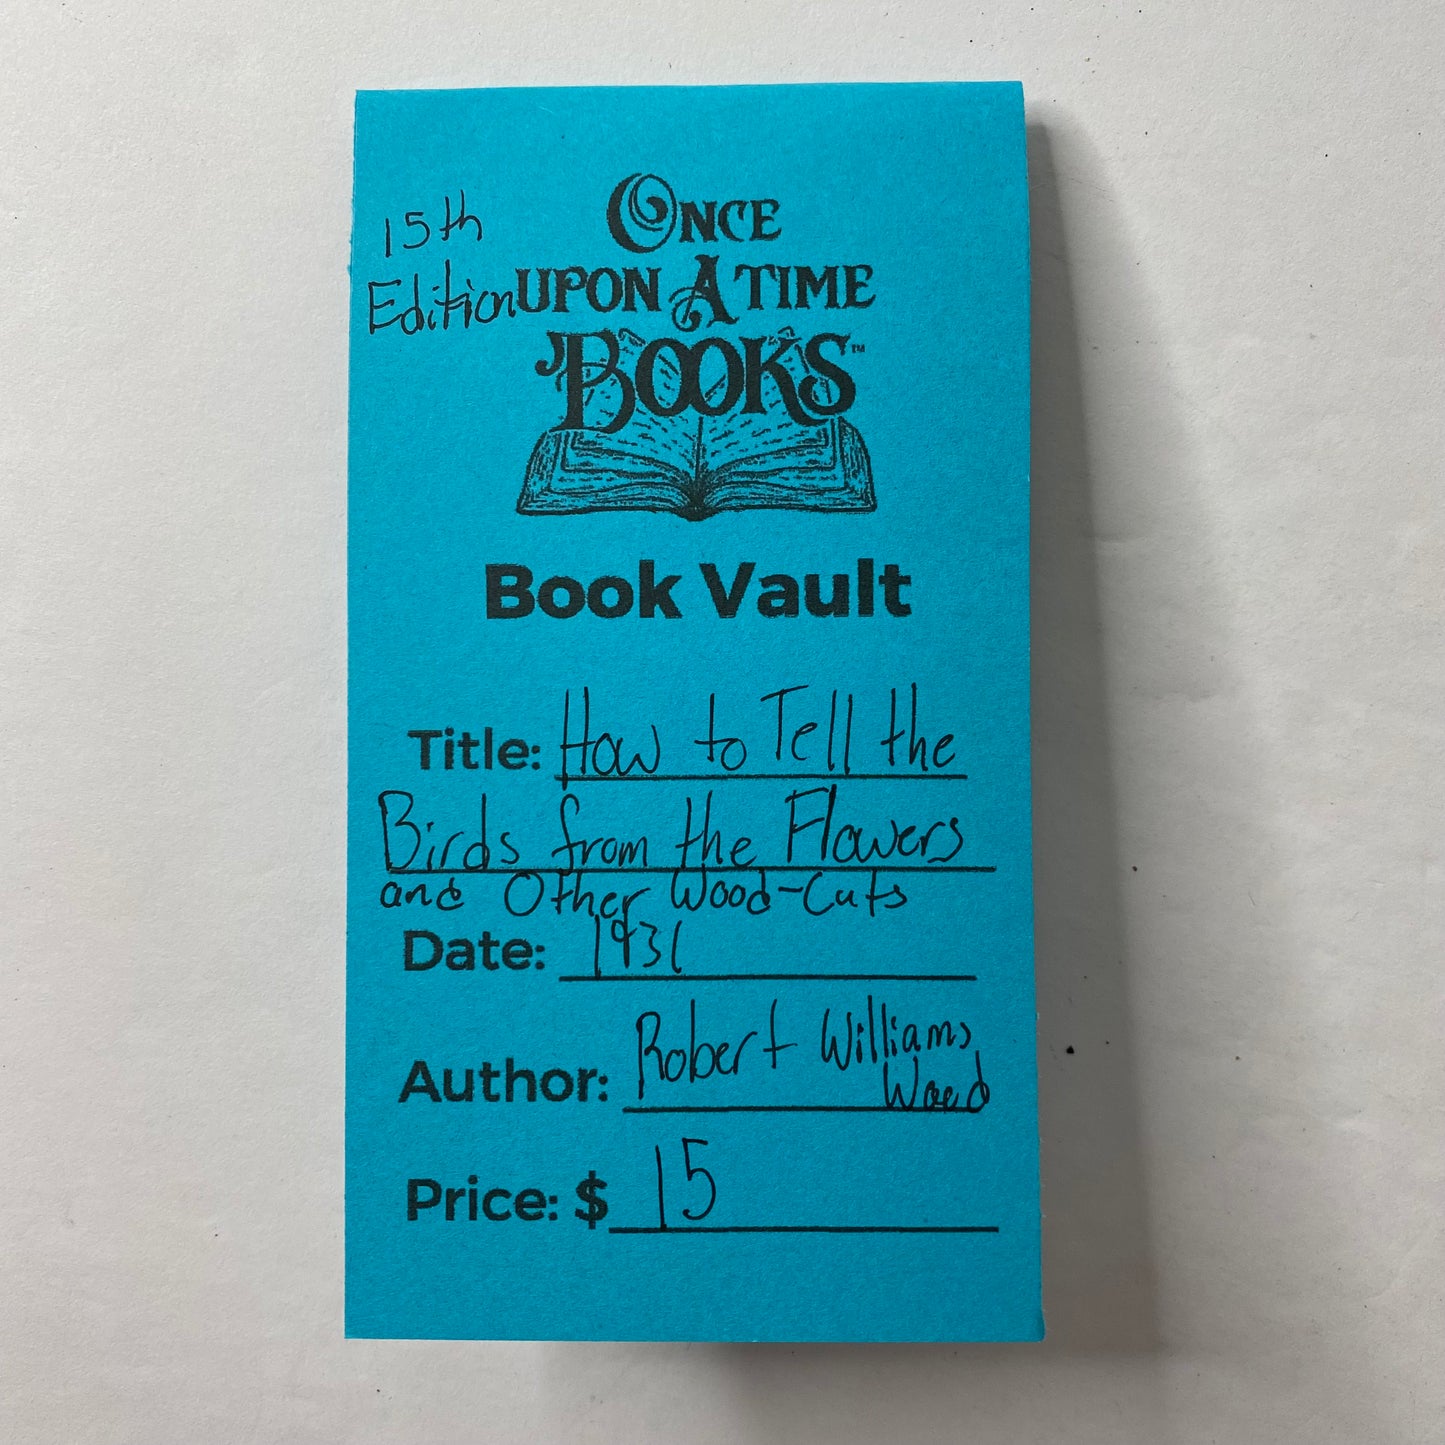 15th
Edition
ONCE
UPON A TIME
BOOKS™
Book Vault
Title: How to Tell the
Birds from the Flowers
and Other Wood-Cuts
Date: 1931
Author: Robert Williams
Wood
Price: $ 15